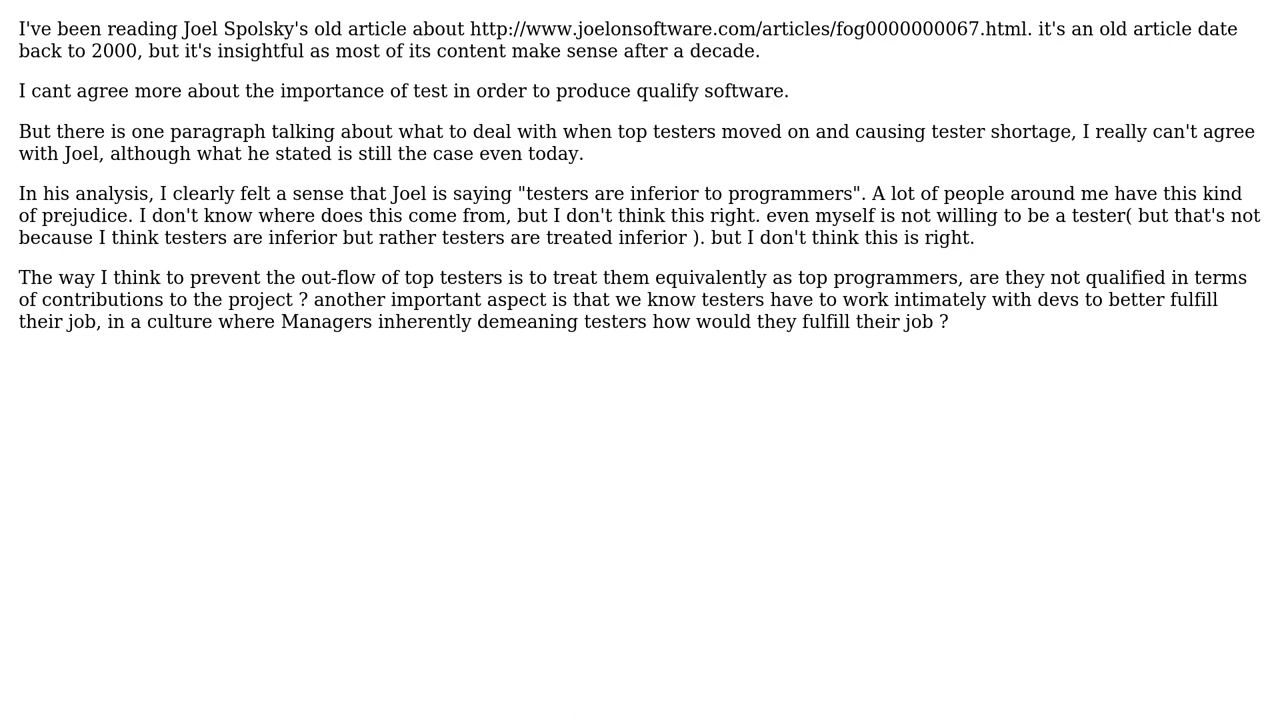 I've been reading Joel Spolsky's old article about http://www.joelonsoftware.com/articles/fog0000000067.html. it's an old article date
back to 2000, but it's insightful as most of its content make sense after a decade.
I cant agree more about the importance of test in order to produce qualify software.
But there is one paragraph talking about what to deal with when top testers moved on and causing tester shortage, I really can't agree
with Joel, although what he stated is still the case even today.
In his analysis, I clearly felt a sense that Joel is saying "testers are inferior to programmers". A lot of people around me have this kind
of prejudice. I don't know where does this come from, but I don't think this right. even myself is not willing to be a tester( but that's not
because I think testers are inferior but rather testers are treated inferior ). but I don't think this is right.
The way I think to prevent the out-flow of top testers is to treat them equivalently as top programmers, are they not qualified in terms
of contributions to the project ? another important aspect is that we know testers have to work intimately with devs to better fulfill
their job, in a culture where Managers inherently demeaning testers how would they fulfill their job ?